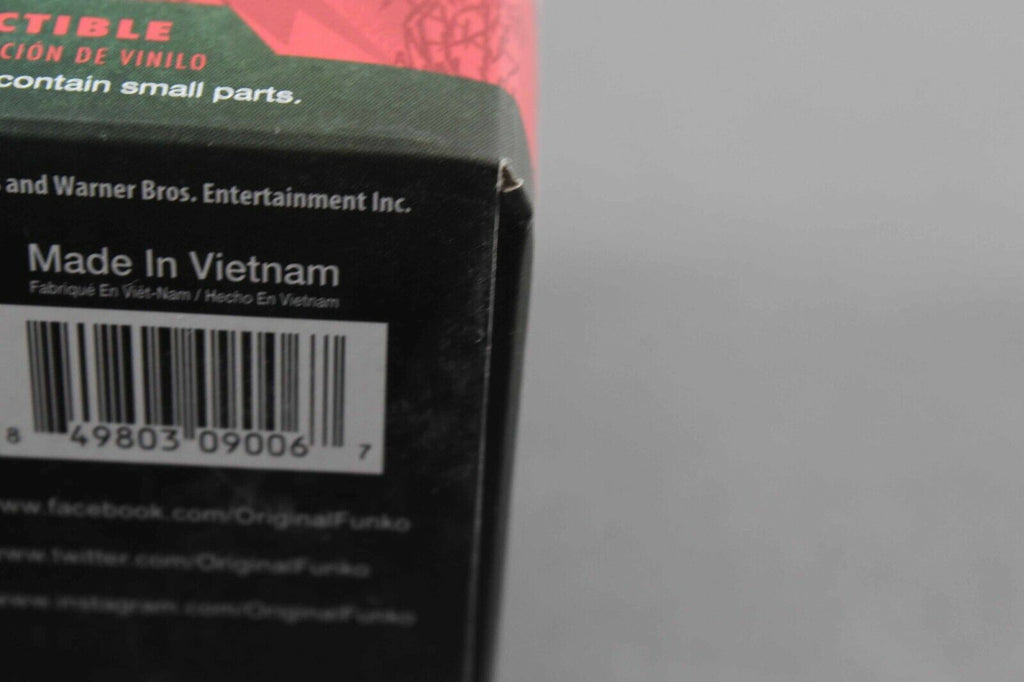 CTIBLE
CIÓN DE VINILO
contain small parts.
and Warner Bros. Entertainment Inc.
Made In Vietnam
Fabriqué En Viêt-Nam / Hecho En Vietnam
8 49803 09006 7
www.facebook.com/OriginalFunko
www.twitter.com/OriginalFunko
www.instagram.com/OriginalFunko